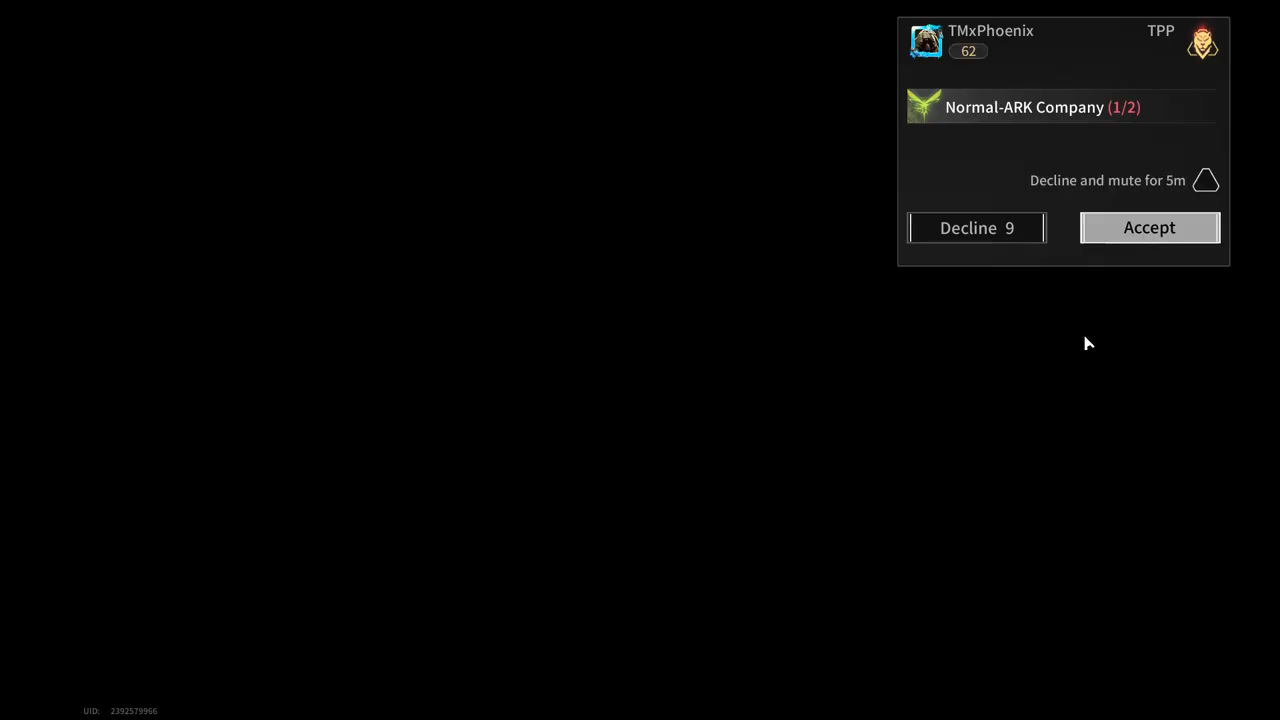 TMxPhoenix TPP
62
Normal-ARK Company (1/2)
Decline and mute for 5m
Decline 9 Accept
UID: 2392579966